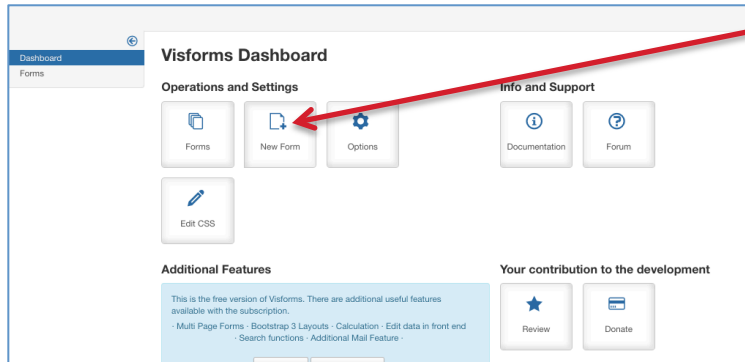 Dashboard
Forms
Visforms Dashboard
Operations and Settings
Forms
New Form
Options
Edit CSS
Info and Support
Documentation
Forum
Additional Features
This is the free version of Visforms. There are additional useful features
available with the subscription.
· Multi Page Forms · Bootstrap 3 Layouts · Calculation · Edit data in front end
· Search functions · Additional Mail Feature ·
Your contribution to the development
Review
Donate